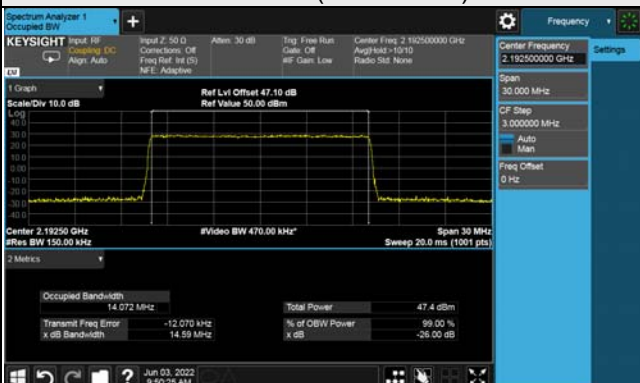 Spectrum Analyzer 1
Occupied BW
Frequency
KEYSIGHT Input: RF
Coupling: DC
Align: Auto
Input Z: 50 Ω
Corrections: Off
Freq Ref: Int (S)
NFE: Adaptive
Atten: 30 dB
Trig: Free Run
Gate: Off
#IF Gain: Low
Center Freq: 2.192500000 GHz
Avg|Hold:>10/10
Radio Std: None
Center Frequency
2.192500000 GHz
Settings
Span
30.000 MHz
CF Step
3.000000 MHz
Auto
Man
Freq Offset
0 Hz
1 Graph
Scale/Div 10.0 dB
Ref Lvl Offset 47.10 dB
Ref Value 50.00 dBm
Log
40.0
30.0
20.0
10.0
0.00
-10.0
-20.0
-30.0
-40.0
Center 2.19250 GHz
#Res BW 150.00 kHz
#Video BW 470.00 kHz*
Span 30 MHz
Sweep 20.0 ms (1001 pts)
2 Metrics
Occupied Bandwidth
14.072 MHz
Total Power 47.4 dBm
Transmit Freq Error -12.070 kHz
% of OBW Power 99.00 %
x dB Bandwidth 14.59 MHz
x dB -26.00 dB
Jun 03, 2022
9:50:25 AM